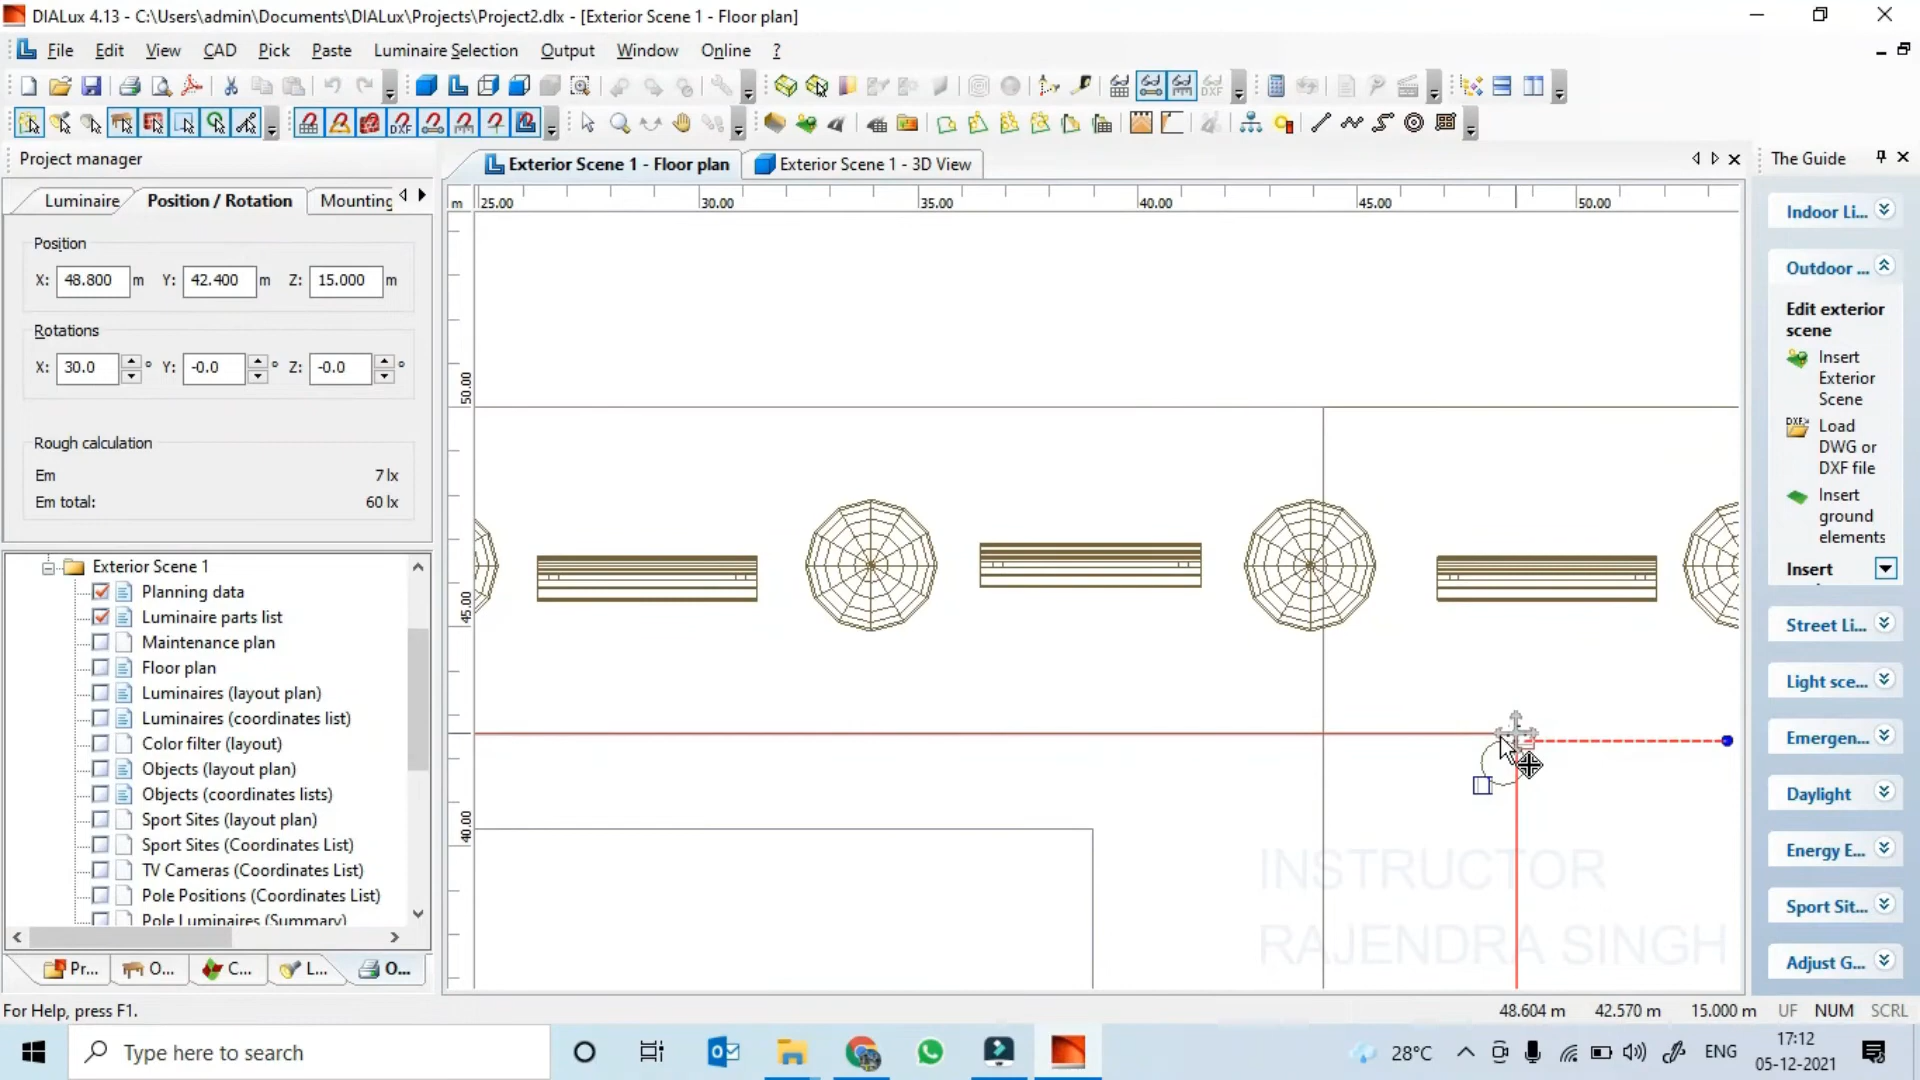 DIALux 4.13 - C:\Users\admin\Documents\DIALux\Projects\Project2.dlx - [Exterior Scene 1 - Floor plan]
File Edit View CAD Pick Paste Luminaire Selection Output Window Online ?
Project manager
Luminaire Position / Rotation Mounting
Position
X: 48.800 m Y: 42.400 m Z: 15.000 m
Rotations
X: 30.0 ° Y: -0.0 ° Z: -0.0 °
Rough calculation
Em 7 lx
Em total: 60 lx
Exterior Scene 1
Planning data
Luminaire parts list
Maintenance plan
Floor plan
Luminaires (layout plan)
Luminaires (coordinates list)
Color filter (layout)
Objects (layout plan)
Objects (coordinates lists)
Sport Sites (layout plan)
Sport Sites (Coordinates List)
TV Cameras (Coordinates List)
Pole Positions (Coordinates List)
Pole Luminaires (Summary)
Pr... O... C... L... O...
Exterior Scene 1 - Floor plan Exterior Scene 1 - 3D View
m 25.00 30.00 35.00 40.00 45.00 50.00
50.00
45.00
40.00
DXF
DXF
INSTRUCTOR
RAJENDRA SINGH
The Guide
Indoor Li...
Outdoor ...
Edit exterior
scene
Insert
Exterior
Scene
DXF
Load
DWG or
DXF file
Insert
ground
elements
Insert
Street Li...
Light sce...
Emergen...
Daylight
Energy E...
Sport Sit...
Adjust G...
For Help, press F1. 48.604 m 42.570 m 15.000 m UF NUM SCRL
Type here to search
28°C ENG 17:12
05-12-2021